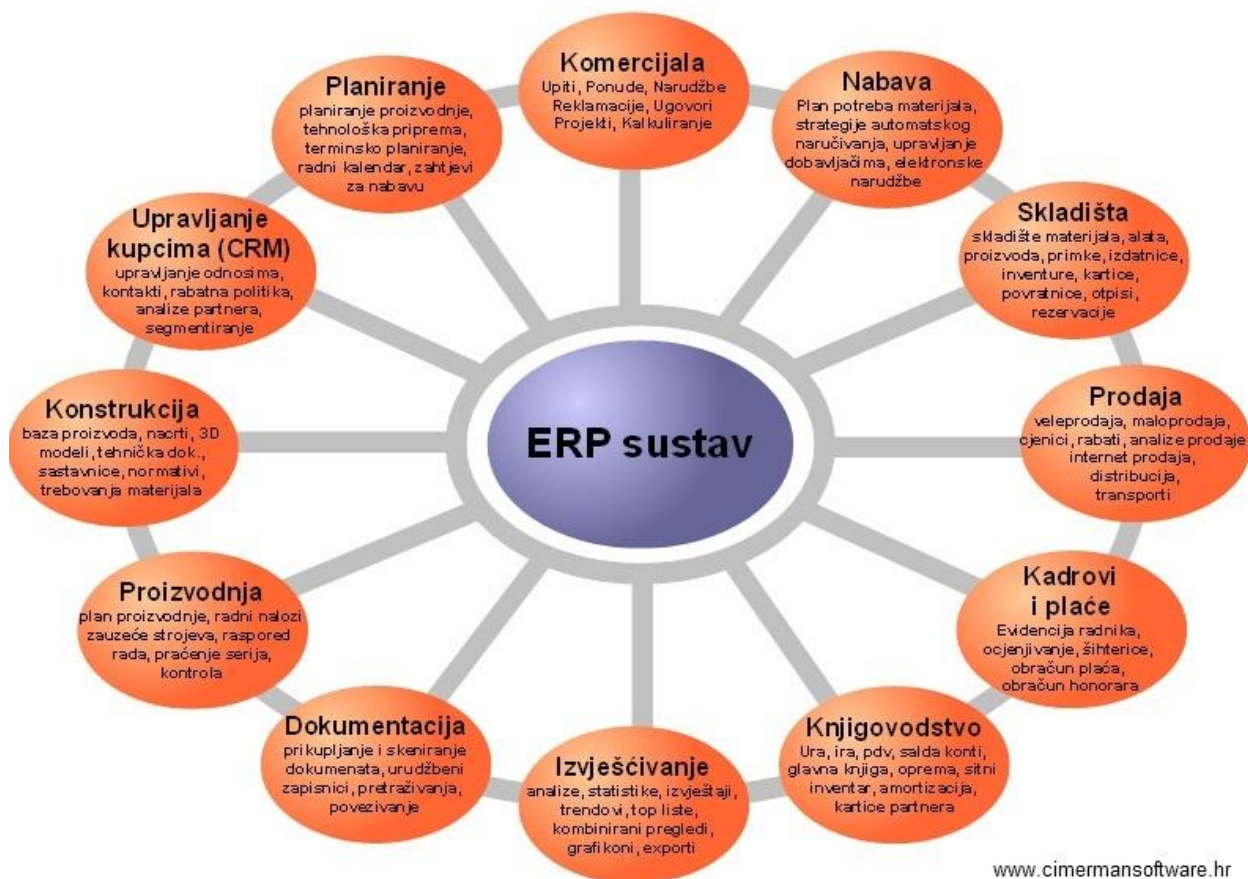 Komercijala
Upiti, Ponude, Narudžbe
Reklamacije, Ugovori
Projekti, Kalkuliranje
Nabava
Plan potreba materijala,
strategije automatskog
naručivanja, upravljanje
dobavljačima, elektronske
narudžbe
Skladišta
skladište materijala, alata,
proizvoda, primke, izdatnice,
inventure, kartice,
povratnice, otpisi,
rezervacije
Prodaja
veleprodaja, maloprodaja,
cjenici, rabati, analize prodaje
internet prodaja,
distribucija,
transporti
Kadrovi
i plaće
Evidencija radnika,
ocjenjivanje, šihterice,
obračun plaća,
obračun honorara
Knjigovodstvo
Ura, ira, pdv, salda konti,
glavna knjiga, oprema, sitni
inventar, amortizacija,
kartice partnera
Izvješćivanje
analize, statistike, izvještaji,
trendovi, top liste,
kombinirani pregledi,
grafikoni, exporti
Dokumentacija
prikupljanje i skeniranje
dokumenata, urudžbeni
zapisnici, pretraživanja,
povezivanje
Proizvodnja
plan proizvodnje, radni nalozi
zauzeće strojeva, raspored
rada, praćenje serija,
kontrola
Konstrukcija
baza proizvoda, nacrti, 3D
modeli, tehnička dok.,
sastavnice, normativi,
trebovanja materijala
Upravljanje
kupcima (CRM)
upravljanje odnosima,
kontakti, rabatna politika,
analize partnera,
segmentiranje
Planiranje
planiranje proizvodnje,
tehnološka priprema,
terminsko planiranje,
radni kalendar, zahtjevi
za nabavu
ERP sustav
www.cimermansoftware.hr